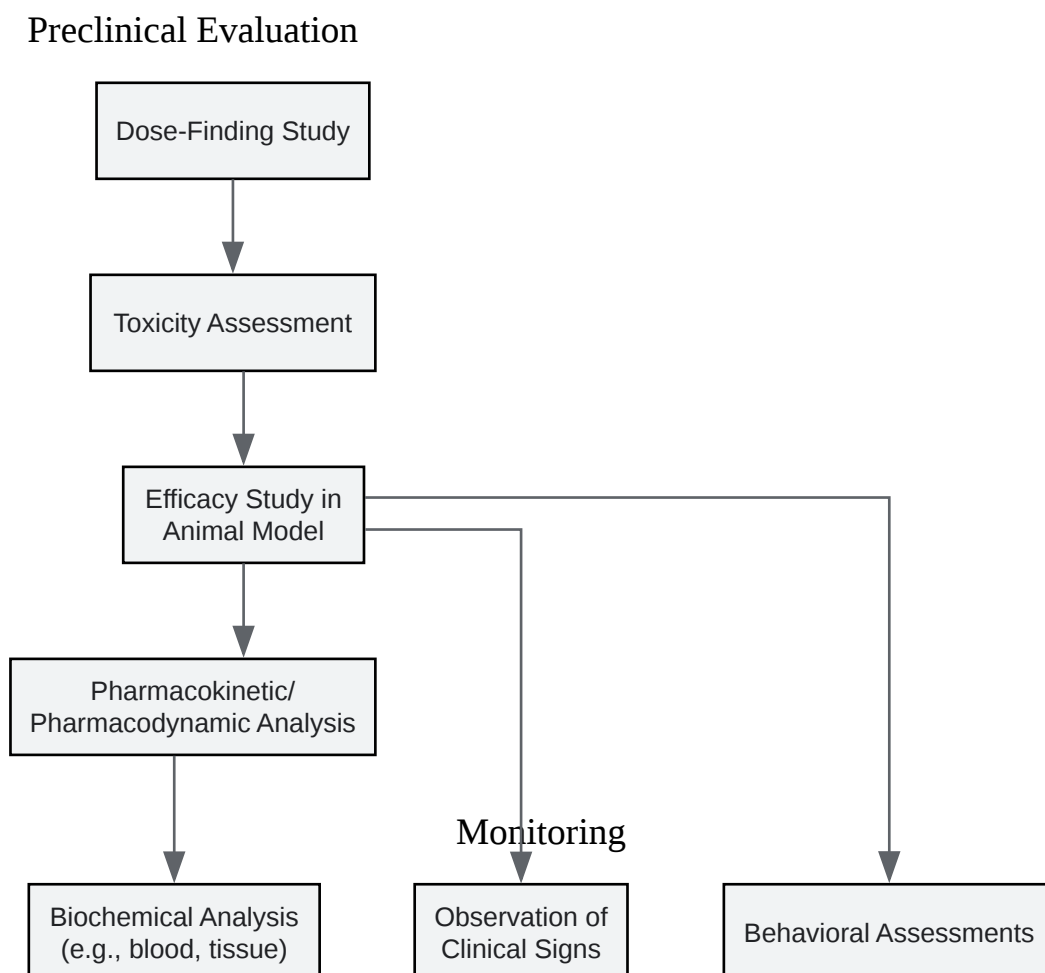 Preclinical Evaluation
Dose-Finding Study
Toxicity Assessment
Efficacy Study in
Animal Model
Pharmacokinetic/
Pharmacodynamic Analysis
Monitoring
Biochemical Analysis
(e.g., blood, tissue)
Observation of
Clinical Signs
Behavioral Assessments